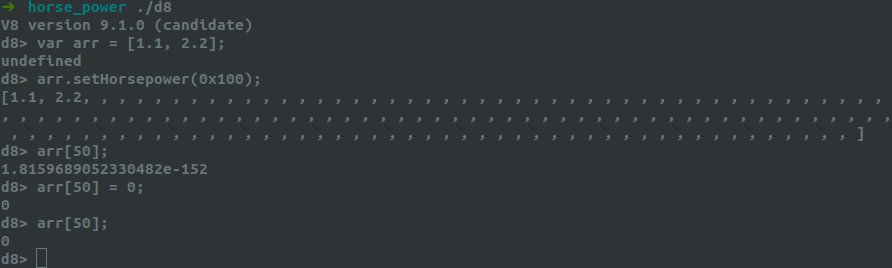 ➜ horse_power ./d8
V8 version 9.1.0 (candidate)
d8> var arr = [1.1, 2.2];
undefined
d8> arr.setHorsepower(0x100);
[1.1, 2.2, , , , , , , , , , , , , , , , , , , , , , , , , , , , , , , , , , , , , , , , , , , , ,
, , , , , , , , , , , , , , , , , , , , , , , , , , , , , , , , , , , , , , , , , , , , , , , , , ,
, , , , , , , , , , , , , , , , , , , , , , , , , , , , , , , , , , , , , , , , , , , , , , , ]
d8> arr[50];
1.8159689052330482e-152
d8> arr[50] = 0;
0
d8> arr[50];
0
d8>